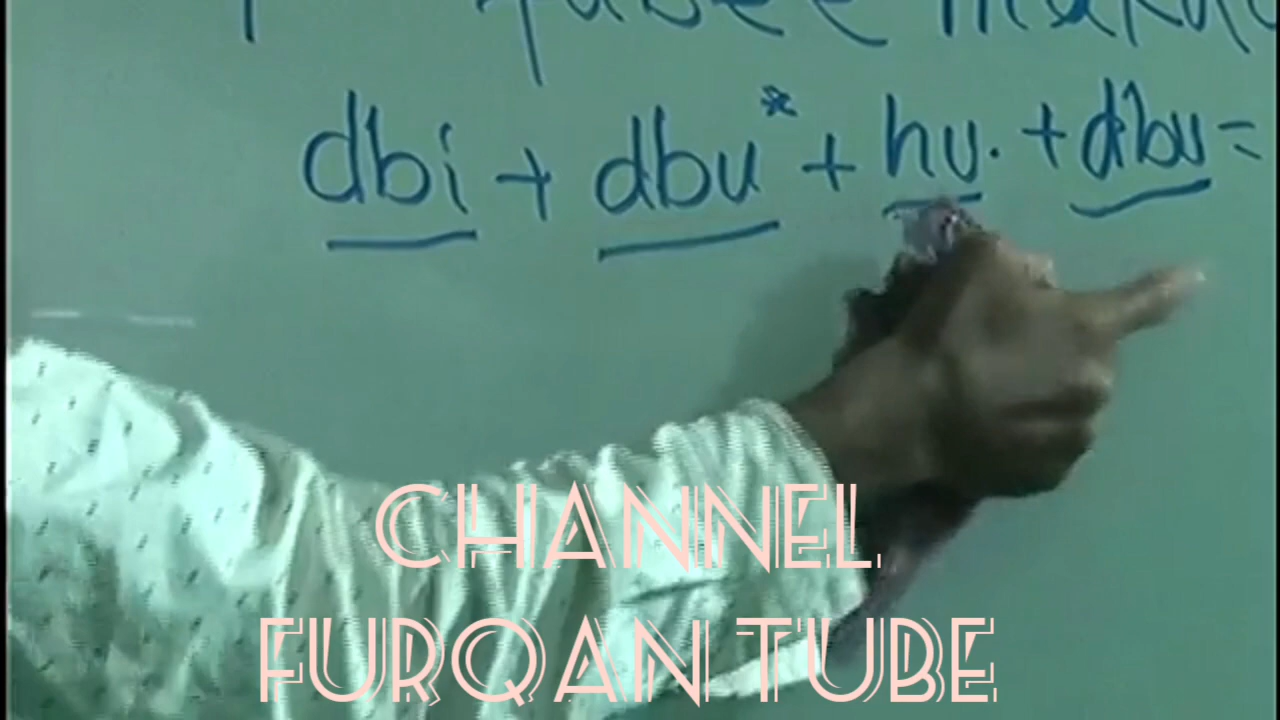 dbi + dbu* + hu. + dbu =
CHANNEL
FURQAN TUBE